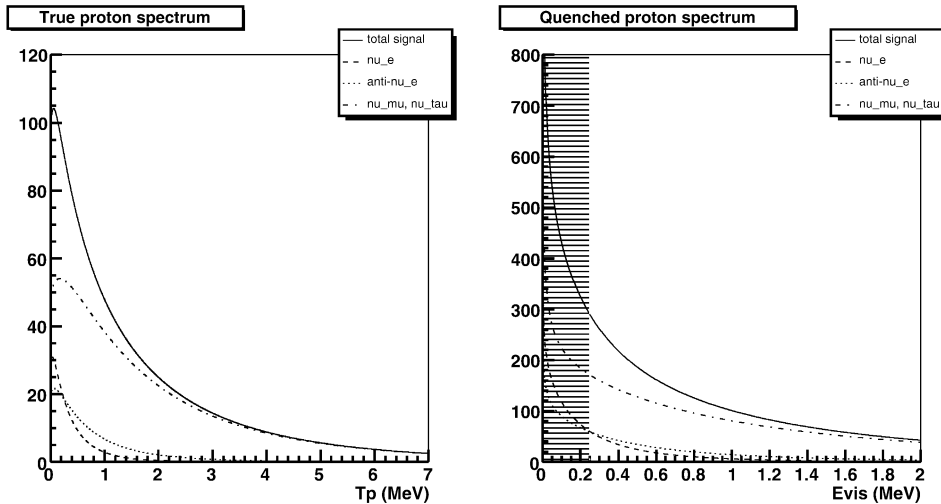 True proton spectrum
total signal
nu_e
anti-nu_e
nu_mu, nu_tau
120
100
80
60
40
20
0
0 1 2 3 4 5 6 7
Tp (MeV)
Quenched proton spectrum
total signal
nu_e
anti-nu_e
nu_mu, nu_tau
800
700
600
500
400
300
200
100
0
0 0.2 0.4 0.6 0.8 1 1.2 1.4 1.6 1.8 2
Evis (MeV)